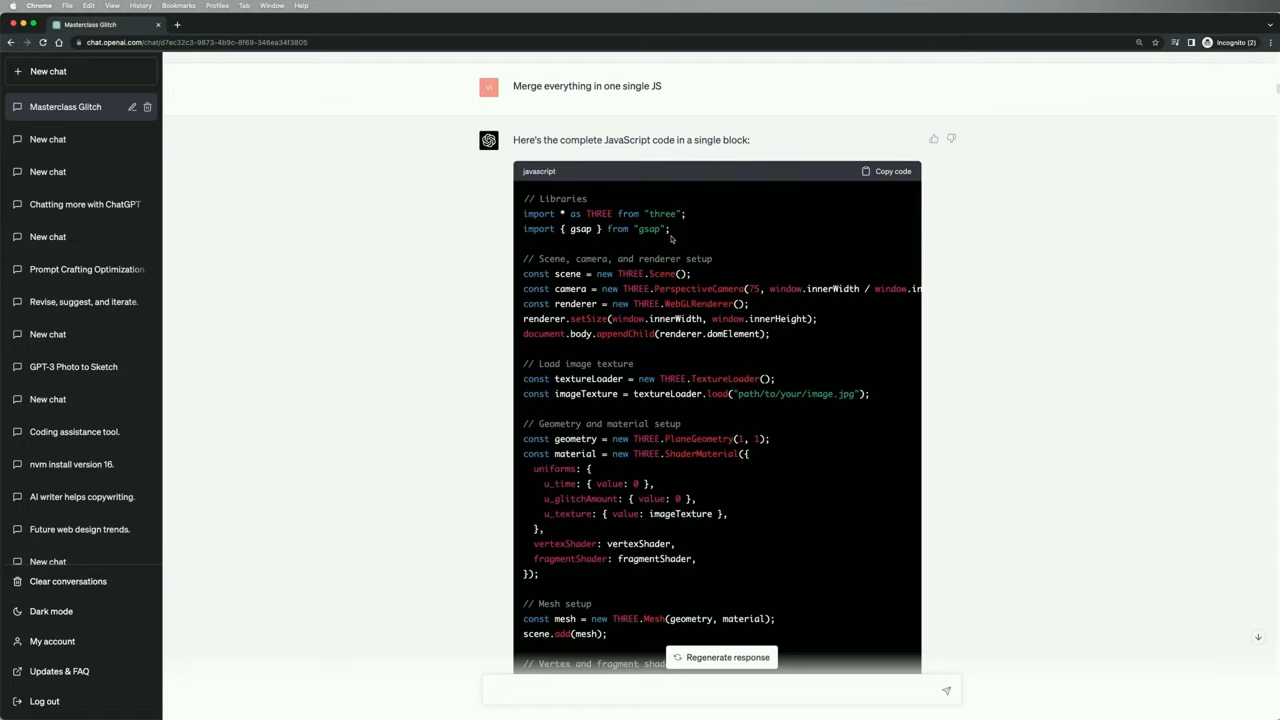 Chrome File Edit View History Bookmarks Profiles Tab Window Help
Masterclass Glitch
chat.openai.com/chat/d7ec32c3-9873-4b9c-8f69-346ea34f3805
Incognito (2)
New chat
Masterclass Glitch
New chat
New chat
Chatting more with ChatGPT
New chat
Prompt Crafting Optimization
Revise, suggest, and iterate.
New chat
GPT-3 Photo to Sketch
New chat
Coding assistance tool.
nvm install version 16.
AI writer helps copywriting.
Future web design trends.
New chat
Clear conversations
Dark mode
My account
Updates & FAQ
Log out
VI
Merge everything in one single JS
Here's the complete JavaScript code in a single block:
javascript
Copy code
// Libraries
import * as THREE from "three";
import { gsap } from "gsap";
// Scene, camera, and renderer setup
const scene = new THREE.Scene();
const camera = new THREE.PerspectiveCamera(75, window.innerWidth / window.in
const renderer = new THREE.WebGLRenderer();
renderer.setSize(window.innerWidth, window.innerHeight);
document.body.appendChild(renderer.domElement);
// Load image texture
const textureLoader = new THREE.TextureLoader();
const imageTexture = textureLoader.load("path/to/your/image.jpg");
// Geometry and material setup
const geometry = new THREE.PlaneGeometry(1, 1);
const material = new THREE.ShaderMaterial({
uniforms: {
u_time: { value: 0 },
u_glitchAmount: { value: 0 },
u_texture: { value: imageTexture },
},
vertexShader: vertexShader,
fragmentShader: fragmentShader,
});
// Mesh setup
const mesh = new THREE.Mesh(geometry, material);
scene.add(mesh);
// Vertex and fragment shad
Regenerate response